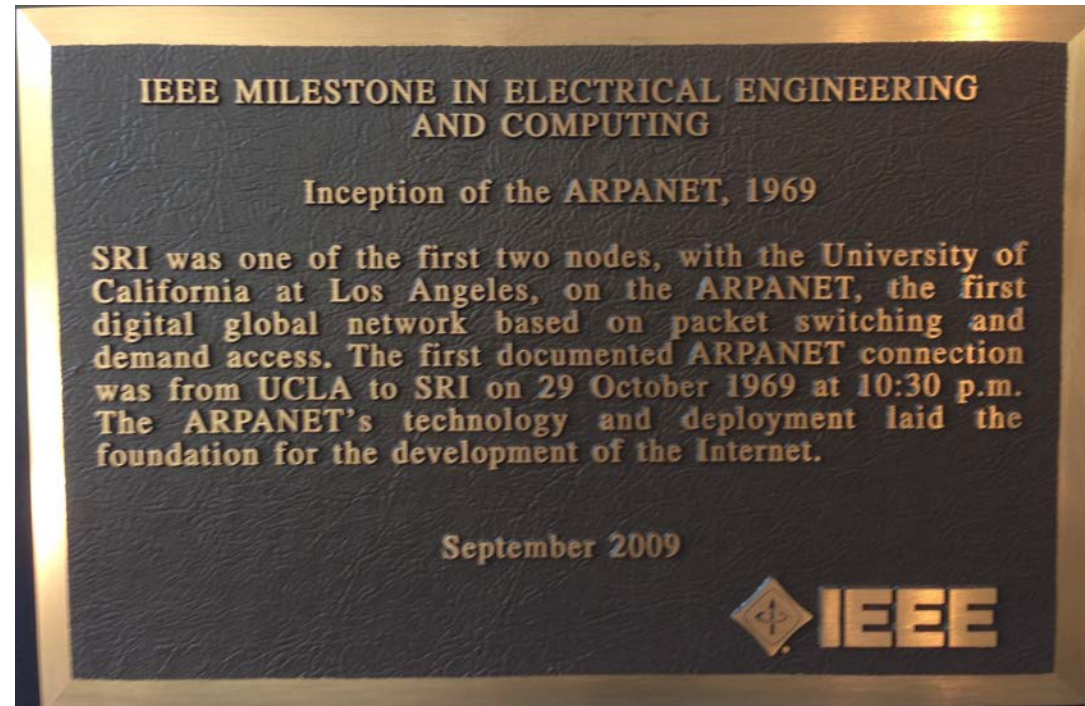 IEEE MILESTONE IN ELECTRICAL ENGINEERING
AND COMPUTING
Inception of the ARPANET, 1969
SRI was one of the first two nodes, with the University of
California at Los Angeles, on the ARPANET, the first
digital global network based on packet switching and
demand access. The first documented ARPANET connection
was from UCLA to SRI on 29 October 1969 at 10:30 p.m.
The ARPANET's technology and deployment laid the
foundation for the development of the Internet.
September 2009
IEEE